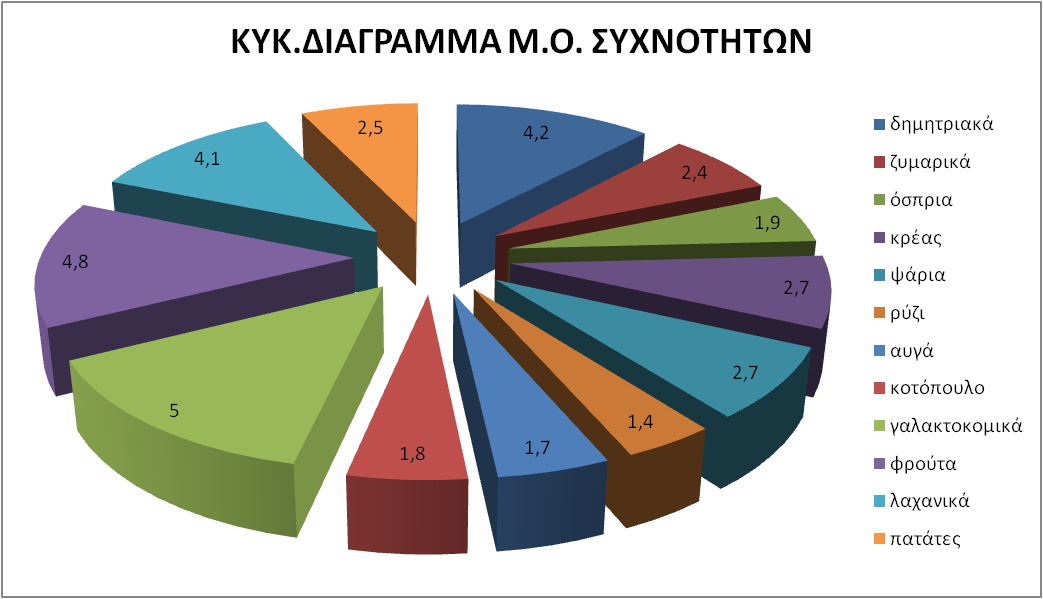 ΚΥΚ.ΔΙΑΓΡΑΜΜΑ Μ.Ο. ΣΥΧΝΟΤΗΤΩΝ
4,2
2,4
1,9
2,7
2,7
1,4
1,7
1,8
5
4,8
4,1
2,5
δημητριακά
ζυμαρικά
όσπρια
κρέας
ψάρια
ρύζι
αυγά
κοτόπουλο
γαλακτοκομικά
φρούτα
λαχανικά
πατάτες